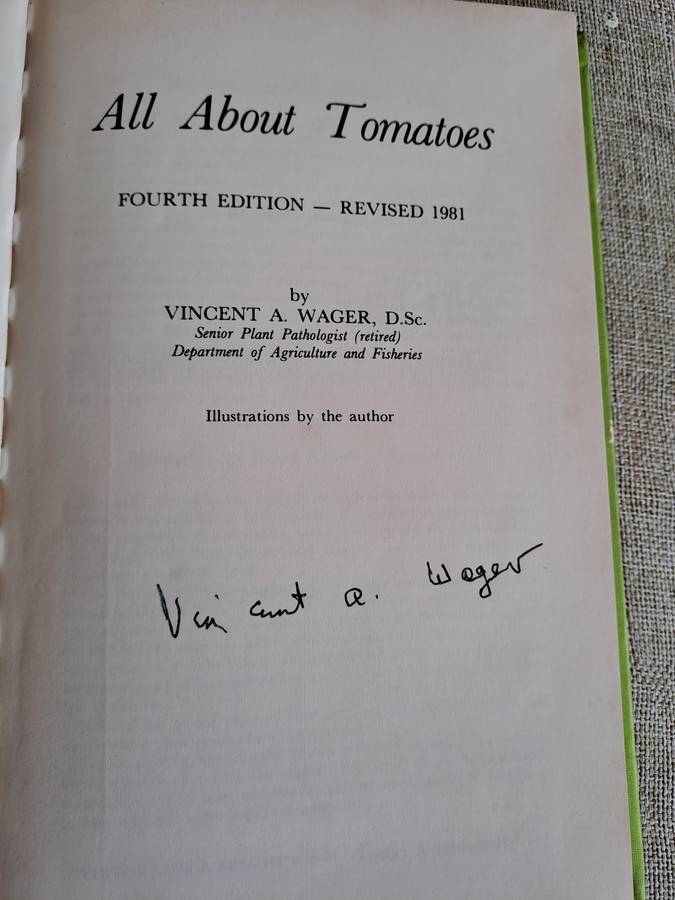 All About Tomatoes
FOURTH EDITION — REVISED 1981
by
VINCENT A. WAGER, D.Sc.
Senior Plant Pathologist (retired)
Department of Agriculture and Fisheries
Illustrations by the author
Vincent A. Wager